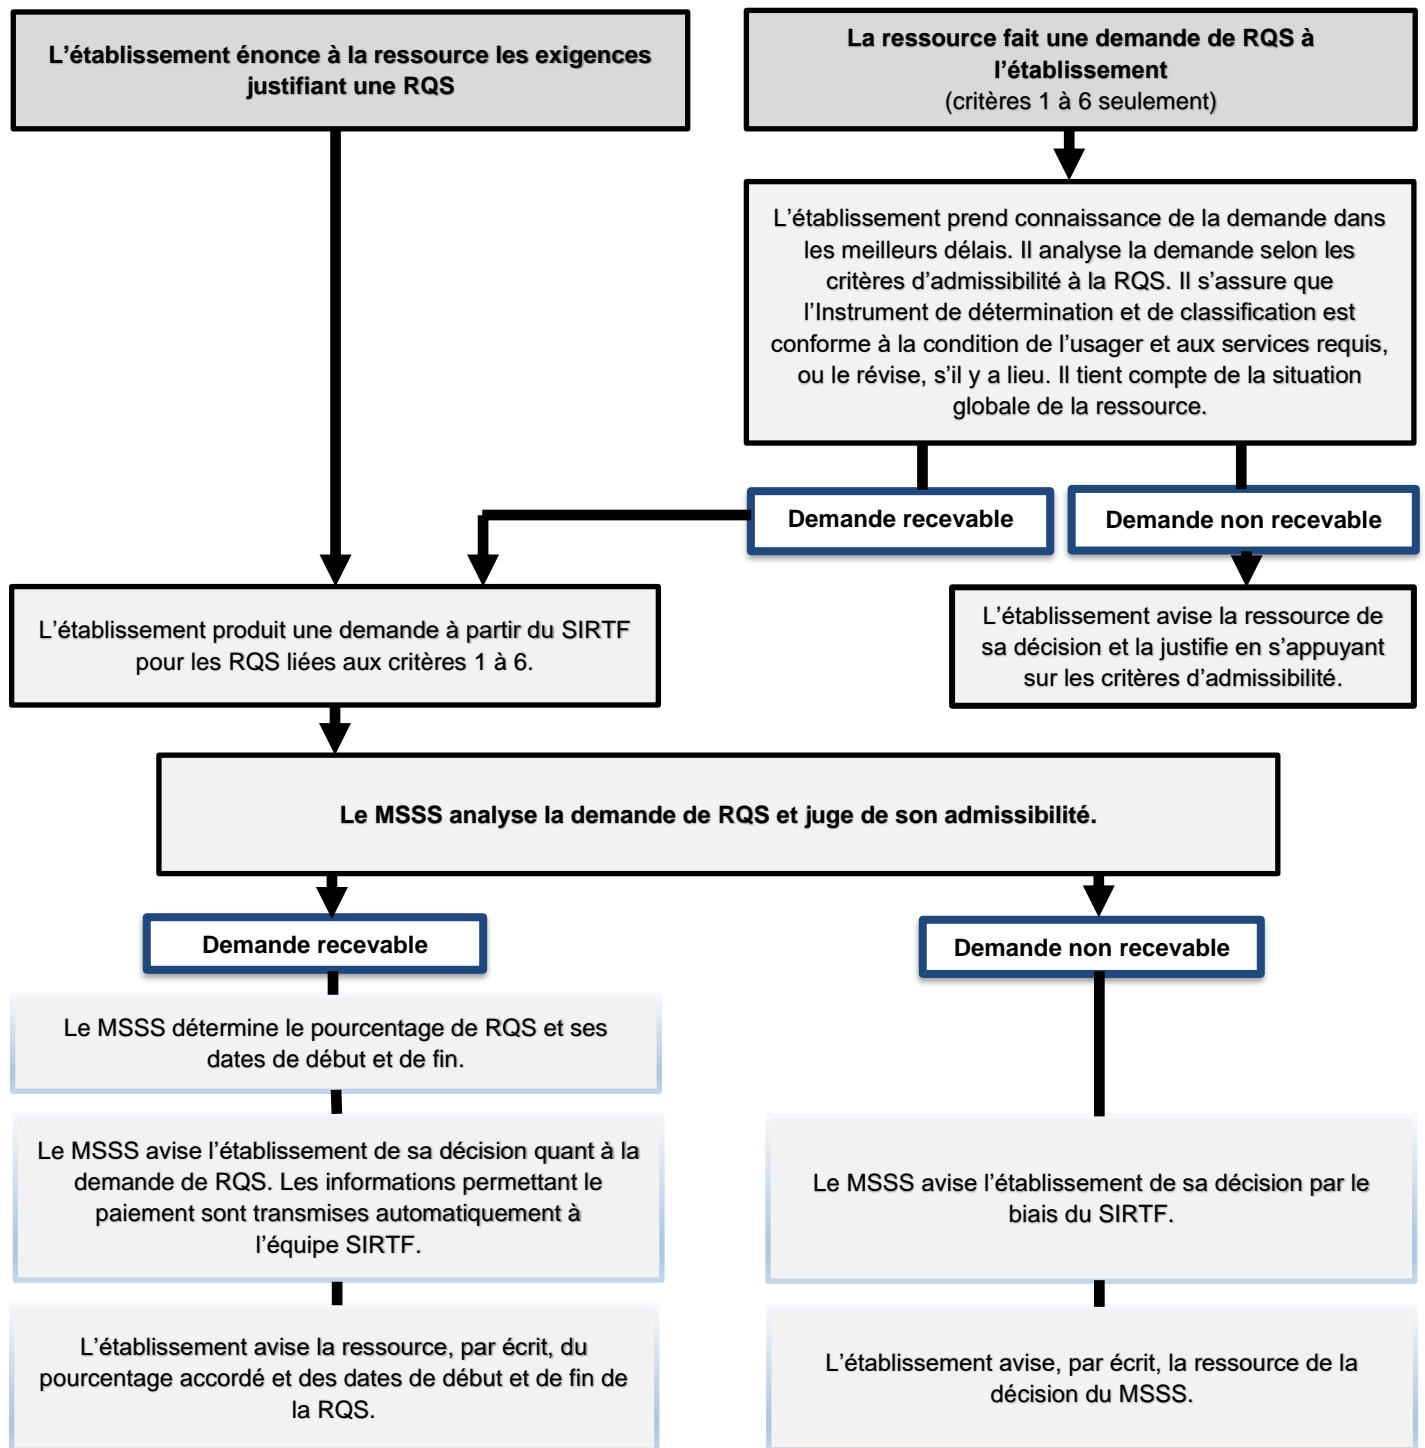 L'établissement énonce à la ressource les exigences
justifiant une RQS
La ressource fait une demande de RQS à
l'établissement
(critères 1 à 6 seulement)
L'établissement prend connaissance de la demande dans
les meilleurs délais. Il analyse la demande selon les
critères d'admissibilité à la RQS. Il s'assure que
l'Instrument de détermination et de classification est
conforme à la condition de l'usager et aux services requis,
ou le révise, s'il y a lieu. Il tient compte de la situation
globale de la ressource.
Demande recevable
Demande non recevable
L'établissement produit une demande à partir du SIRTF
pour les RQS liées aux critères 1 à 6.
L'établissement avise la ressource de
sa décision et la justifie en s'appuyant
sur les critères d'admissibilité.
Le MSSS analyse la demande de RQS et juge de son admissibilité.
Demande recevable
Demande non recevable
Le MSSS détermine le pourcentage de RQS et ses
dates de début et de fin.
Le MSSS avise l'établissement de sa décision quant à la
demande de RQS. Les informations permettant le
paiement sont transmises automatiquement à
l'équipe SIRTF.
Le MSSS avise l'établissement de sa décision par le
biais du SIRTF.
L'établissement avise la ressource, par écrit, du
pourcentage accordé et des dates de début et de fin de
la RQS.
L'établissement avise, par écrit, la ressource de la
décision du MSSS.